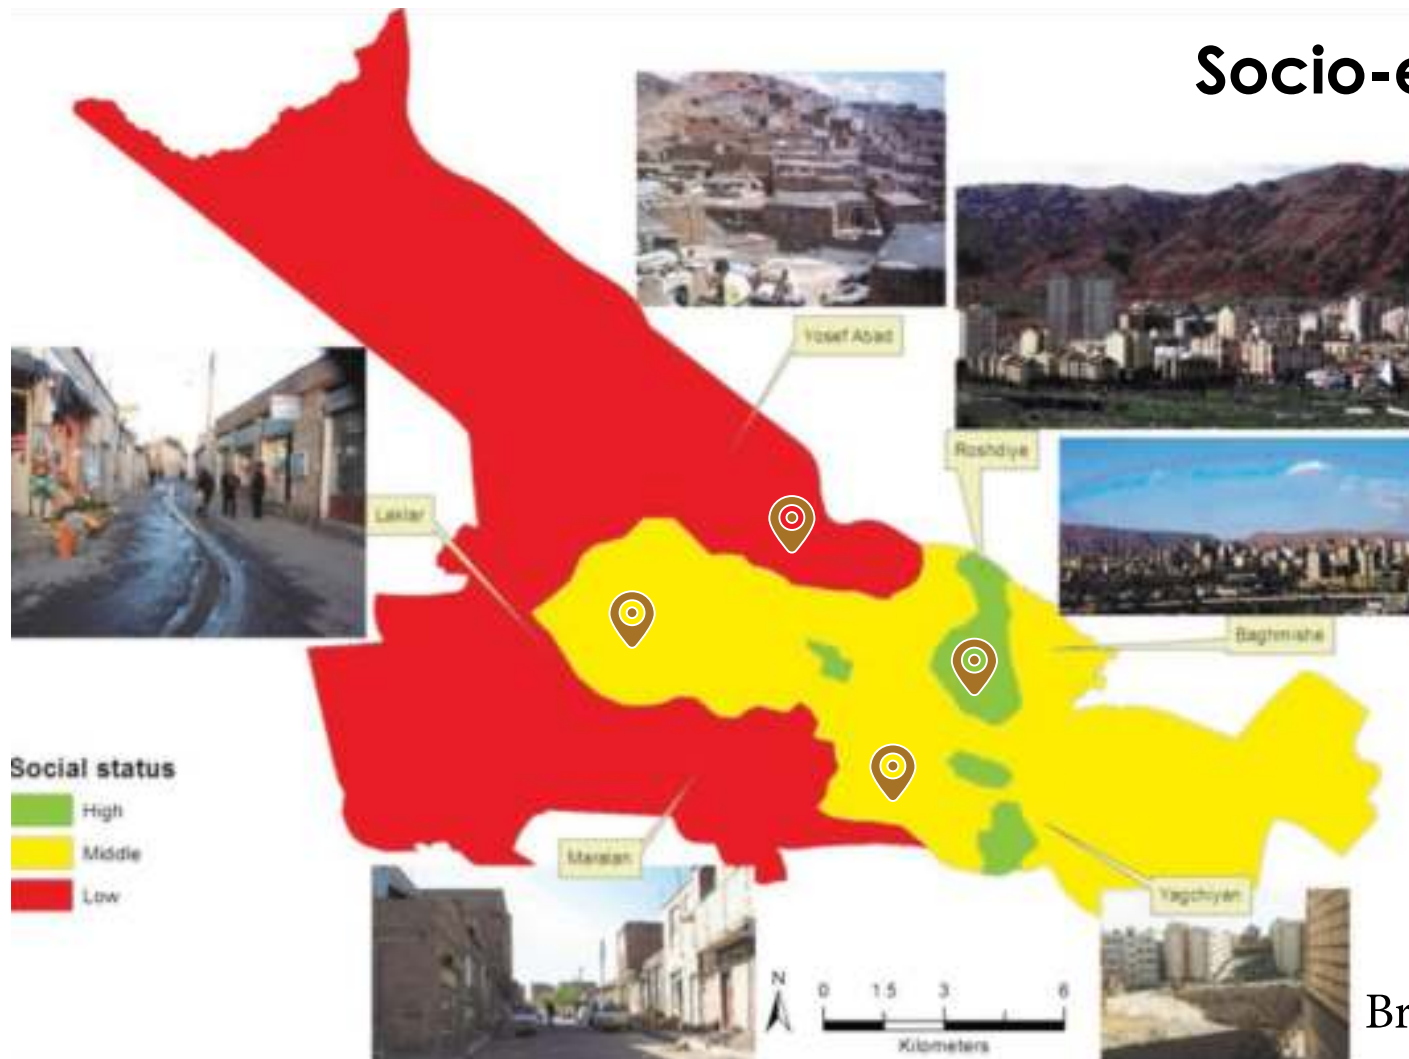 Socio-e
Yosef Abad
Roshdiye
Laklar
Baghmishe
Social status
High
Middle
Low
Maralan
Yagchiyan
N
0 1.5 3 6
Kilometers
Br